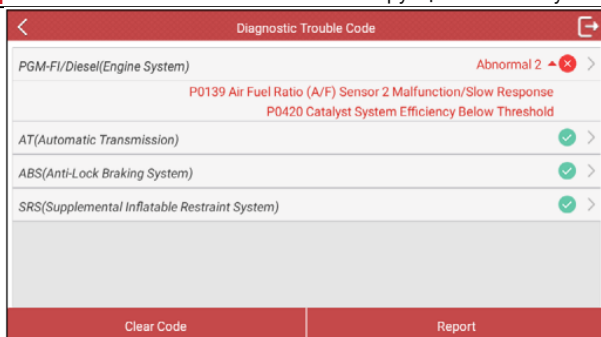 Diagnostic Trouble Code
PGM-FI/Diesel(Engine System) Abnormal 2
P0139 Air Fuel Ratio (A/F) Sensor 2 Malfunction/Slow Response
P0420 Catalyst System Efficiency Below Threshold
AT(Automatic Transmission)
ABS(Anti-Lock Braking System)
SRS(Supplemental Inflatable Restraint System)
Clear Code Report